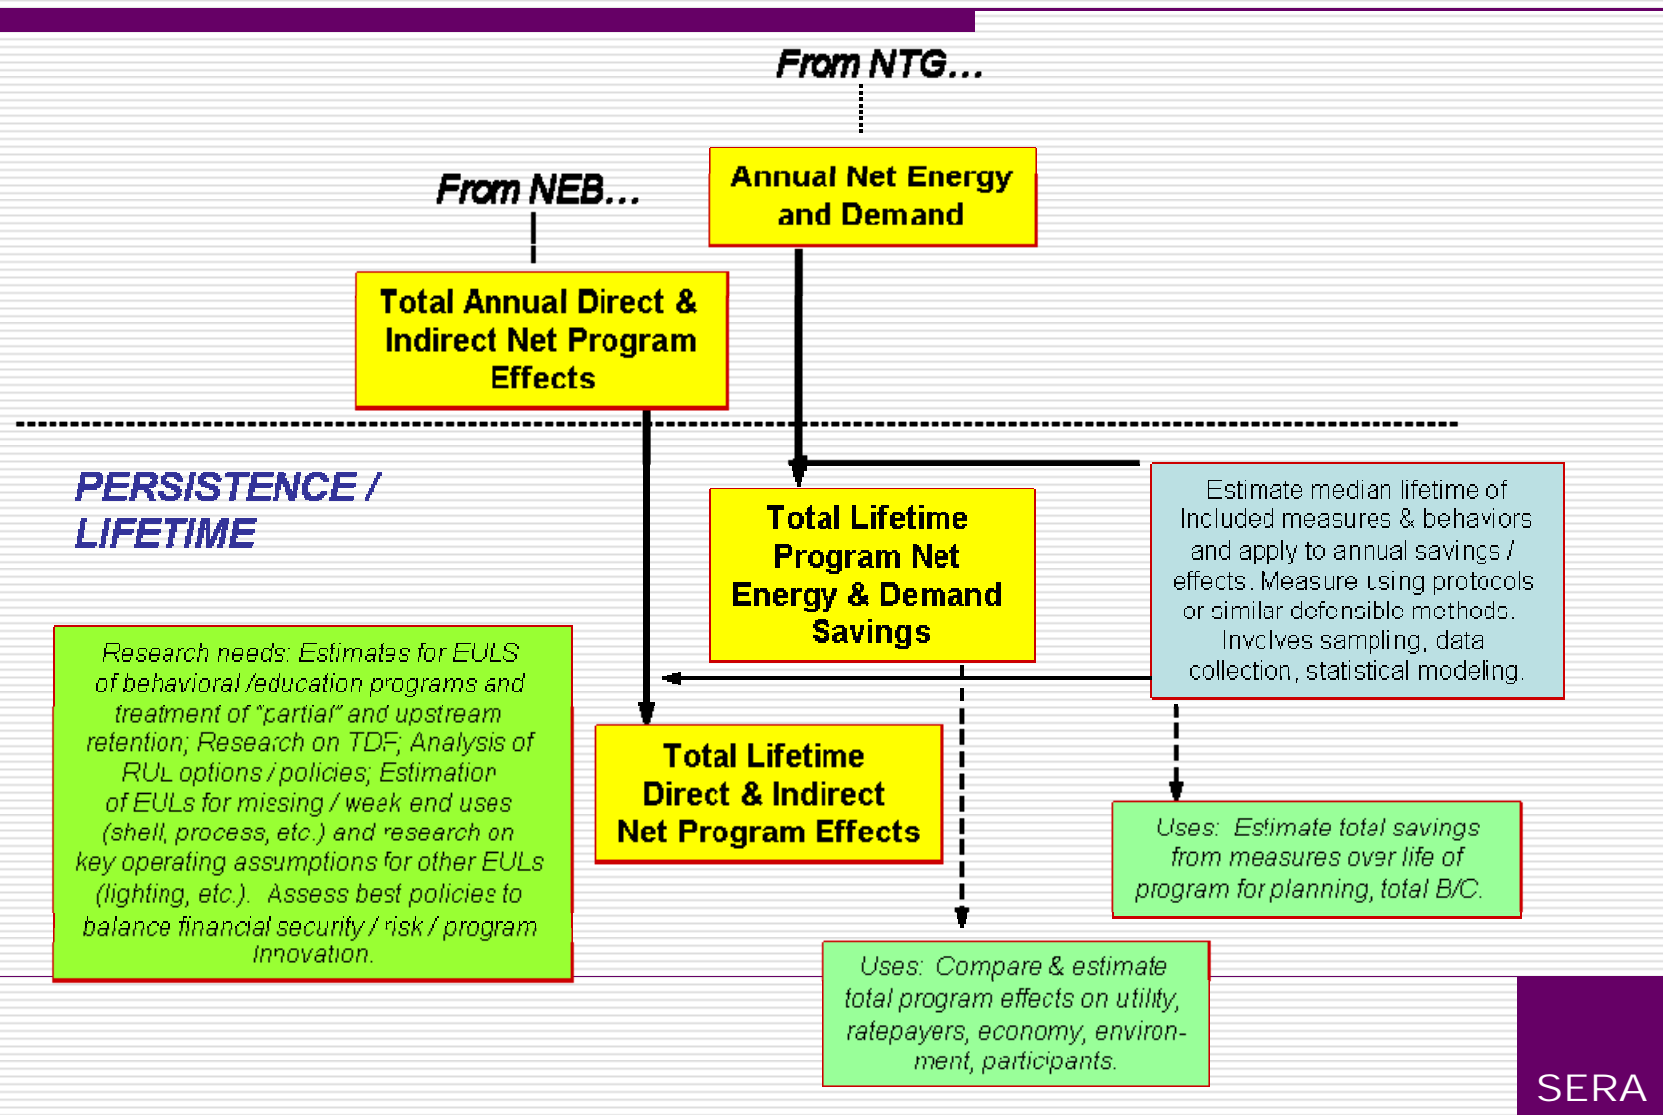 From NTG...
Annual Net Energy
and Demand
From NEB...
Total Annual Direct &
Indirect Net Program
Effects
PERSISTENCE /
LIFETIME
Total Lifetime
Program Net
Energy & Demand
Savings
Estimate median lifetime of
Included measures & behaviors
and apply to annual savings /
effects. Measure using protocols
or similar defensible methods.
Involves sampling, data
collection, statistical modeling.
Research needs: Estimates for EULS
of behavioral /education programs and
treatment of "partial" and upstream
retention; Research on TDF; Analysis of
RUL options / policies; Estimation
of EULs for missing / weak end uses
(shell, process, etc.) and research on
key operating assumptions for other EULs
(lighting, etc.). Assess best policies to
balance financial security / risk / program
Innovation.
Total Lifetime
Direct & Indirect
Net Program Effects
Uses: Estimate total savings
from measures over life of
program for planning, total B/C.
Uses: Compare & estimate
total program effects on utility,
ratepayers, economy, environ-
ment, participants.
SERA